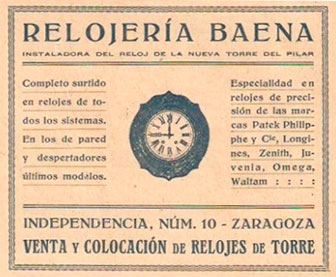 RELOJERÍA BAENA
INSTALADORA DEL RELOJ DE LA NUEVA TORRE DEL PILAR
Completo surtido
en relojes de to-
dos los sistemas.
En los de pared
y despertadores
últimos modelos.
Especialidad en
relojes de preci-
sión de las mar-
cas Patek Philip-
phe y Cie, Longi-
nes, Zenith, Ju-
venia, Omega,
Waltam : : : :
INDEPENDENCIA, NÚM. 10 - ZARAGOZA
VENTA y COLOCACIÓN de RELOJES DE TORRE